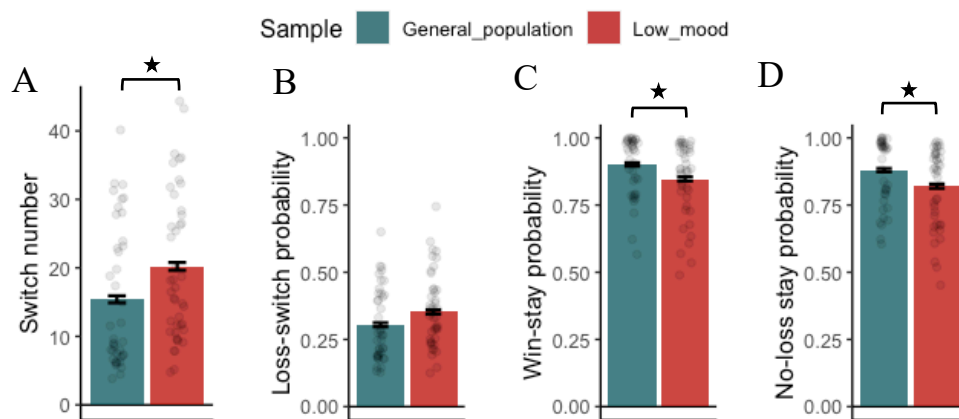 Sample General_population Low_mood
A
★
Switch number
40
30
20
10
0
B
Loss-switch probability
1.00
0.75
0.50
0.25
0.00
C
★
Win-stay probability
1.00
0.75
0.50
0.25
0.00
D
★
No-loss stay probability
1.00
0.75
0.50
0.25
0.00